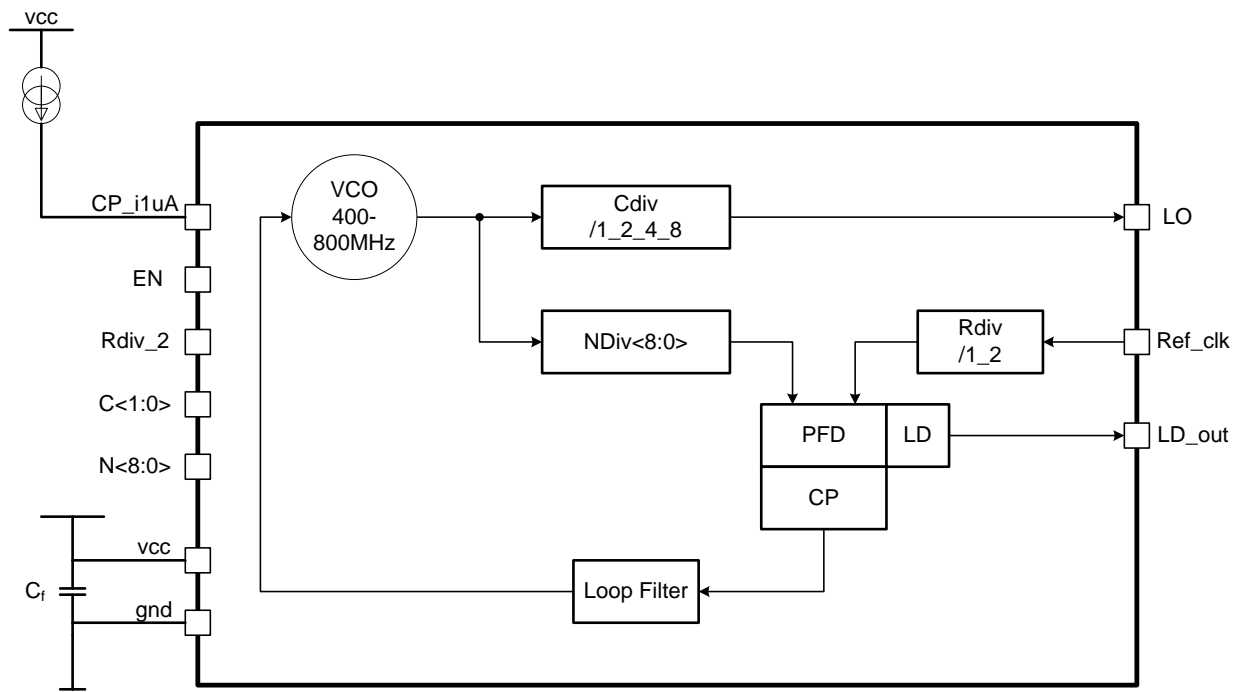 vcc
CP_i1uA
VCO
400-
800MHz
Cdiv
/1_2_4_8
LO
EN
Rdiv_2
NDiv<8:0>
Rdiv
/1_2
Ref_clk
C<1:0>
PFD
LD
LD_out
N<8:0>
CP
vcc
Cf
gnd
Loop Filter